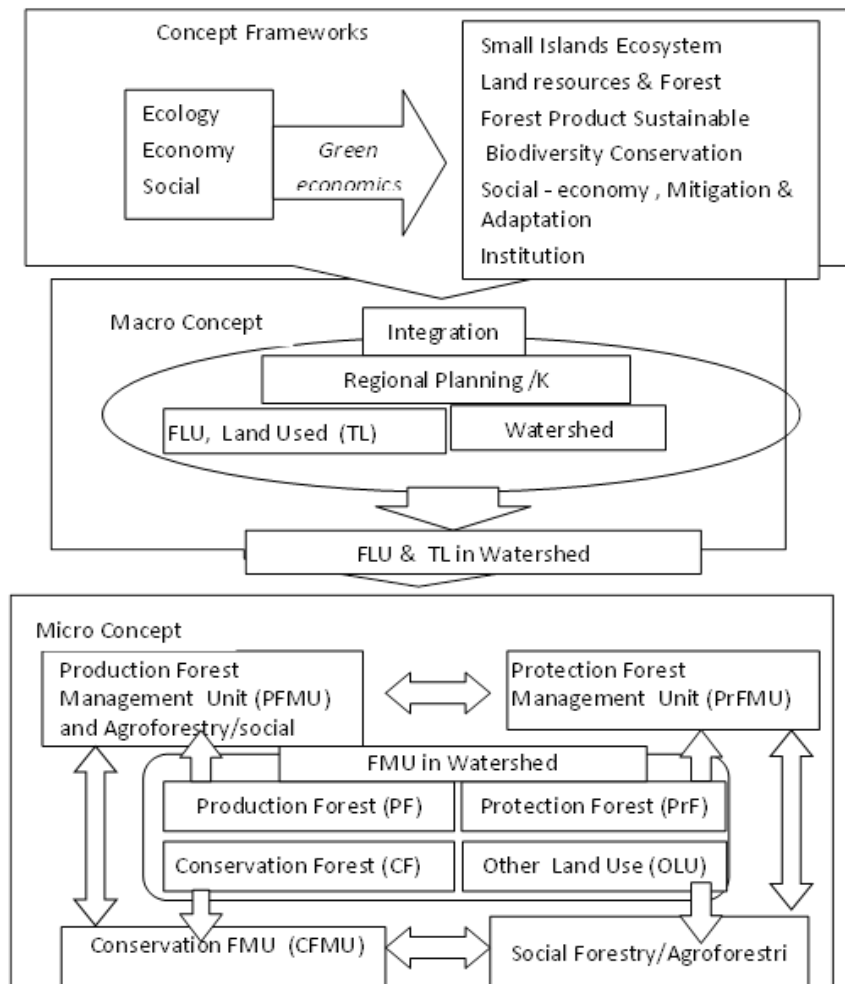 Concept Frameworks
Ecology
Economy
Social
Green
economics
Small Islands Ecosystem
Land resources & Forest
Forest Product Sustainable
Biodiversity Conservation
Social - economy , Mitigation &
Adaptation
Institution
Macro Concept
Integration
Regional Planning /K
FLU, Land Used (TL)
Watershed
FLU & TL in Watershed
Micro Concept
Production Forest
Management Unit (PFMU)
and Agroforestry/social
Protection Forest
Management Unit (PrFMU)
FMU in Watershed
Production Forest (PF)
Protection Forest (PrF)
Conservation Forest (CF)
Other Land Use (OLU)
Conservation FMU (CFMU)
Social Forestry/Agroforestri